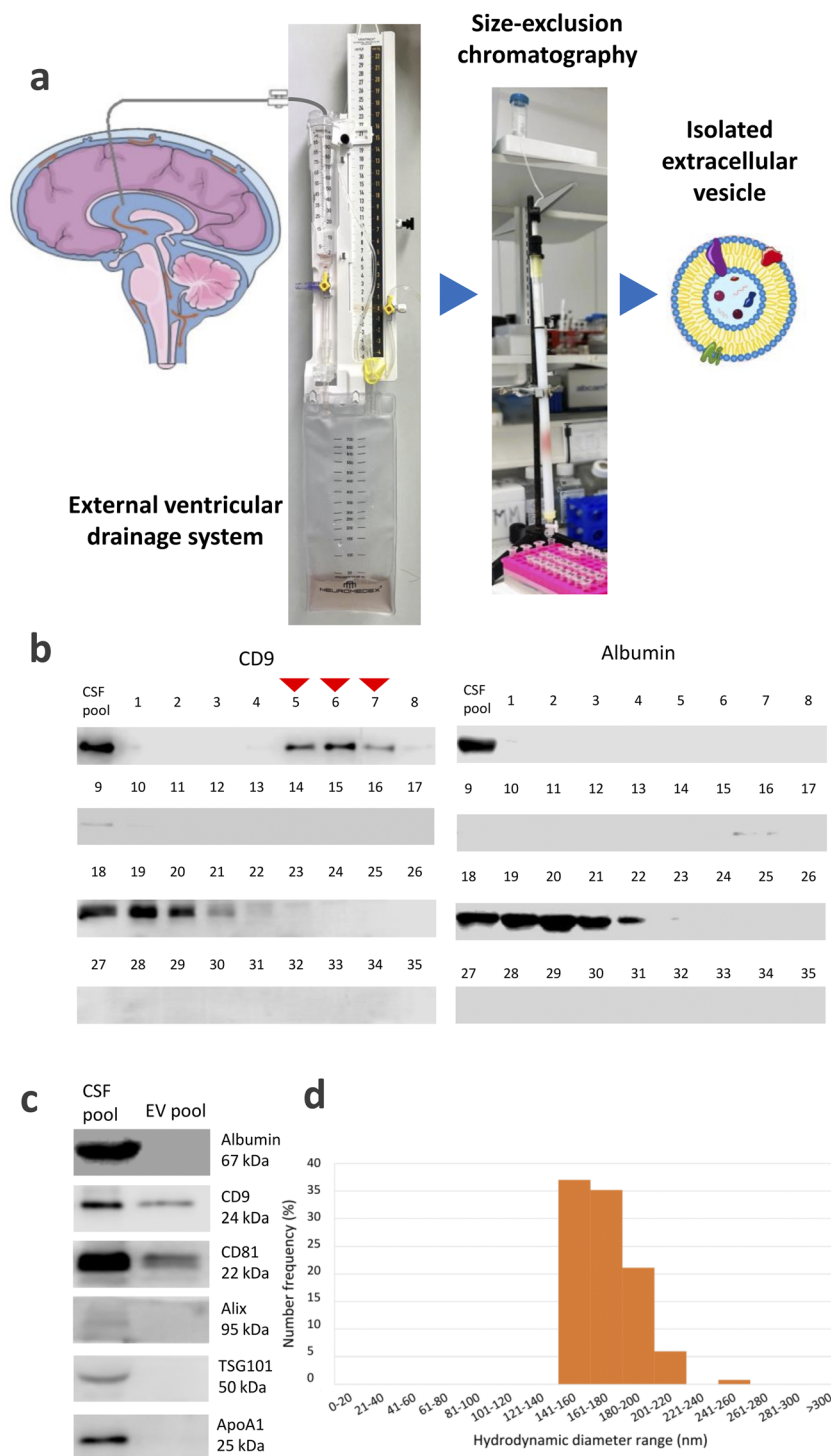 Size-exclusion
chromatography
a
Isolated
extracellular
vesicle
External ventricular
drainage system
NEUROMEDEX
b
CD9
CSF
pool
1 2 3 4 5 6 7 8
9 10 11 12 13 14 15 16 17
18 19 20 21 22 23 24 25 26
27 28 29 30 31 32 33 34 35
Albumin
CSF
pool
1 2 3 4 5 6 7 8
9 10 11 12 13 14 15 16 17
18 19 20 21 22 23 24 25 26
27 28 29 30 31 32 33 34 35
c
CSF
pool
EV pool
Albumin
67 kDa
CD9
24 kDa
CD81
22 kDa
Alix
95 kDa
TSG101
50 kDa
ApoA1
25 kDa
d
Number frequency (%)
40
35
30
25
20
15
10
5
0
0-20 21-40 41-60 61-80 81-100 101-120 121-140 141-160 161-180 180-200 201-220 221-240 241-260 261-280 281-300 >300
Hydrodynamic diameter range (nm)